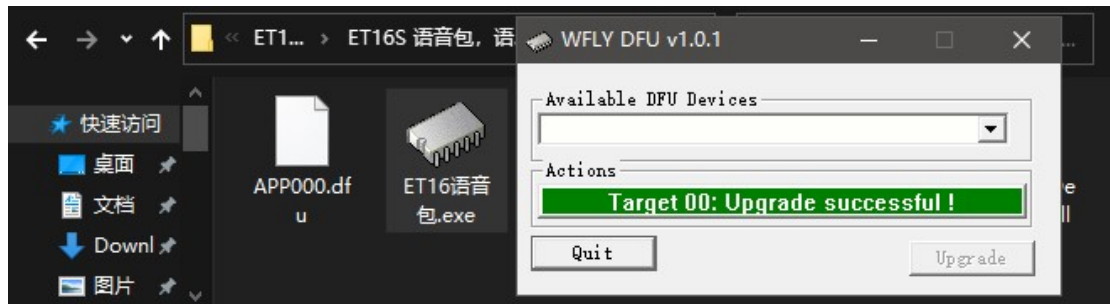 ET1... › ET16S 语音包, 语
WFLY DFU v1.0.1
Available DFU Devices
Actions
Target 00: Upgrade successful !
Quit
Upgrade
快速访问
桌面
文档
Downl
图片
APP000.df
u
ET16语音
包.exe